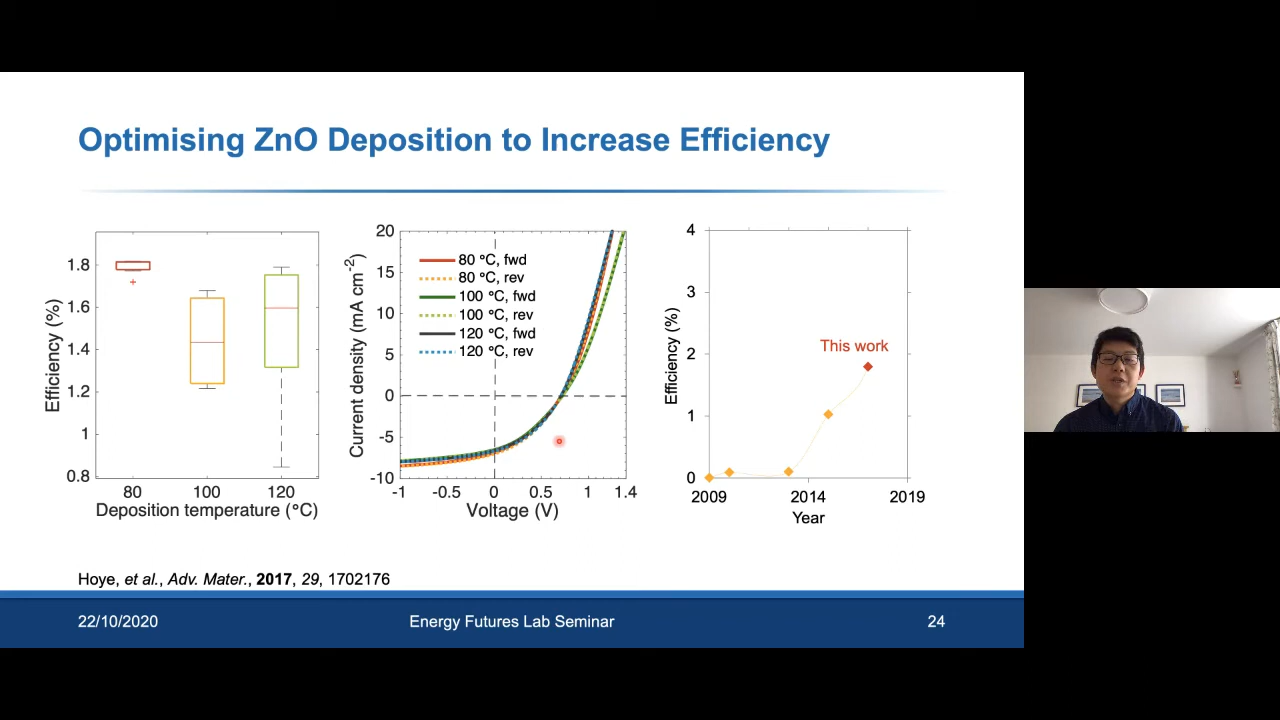 Optimising ZnO Deposition to Increase Efficiency
Efficiency (%)
1.8
1.6
1.4
1.2
1
0.8
80 100 120
Deposition temperature (°C)
Current density (mA cm⁻²)
20
15
10
5
0
-5
-10
80 °C, fwd
80 °C, rev
100 °C, fwd
100 °C, rev
120 °C, fwd
120 °C, rev
-1 -0.5 0 0.5 1 1.4
Voltage (V)
Efficiency (%)
4
3
2
1
0
This work
2009 2014 2019
Year
Hoye, et al., Adv. Mater., 2017, 29, 1702176
22/10/2020 Energy Futures Lab Seminar 24